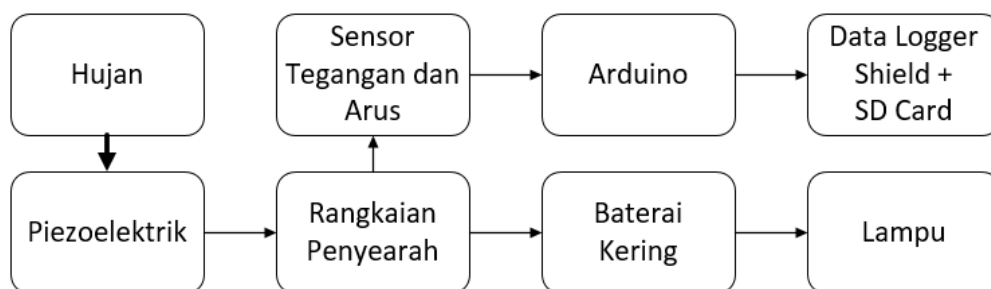 Hujan
Sensor
Tegangan dan
Arus
Arduino
Data Logger
Shield +
SD Card
Piezoelektrik
Rangkaian
Penyearah
Baterai
Kering
Lampu